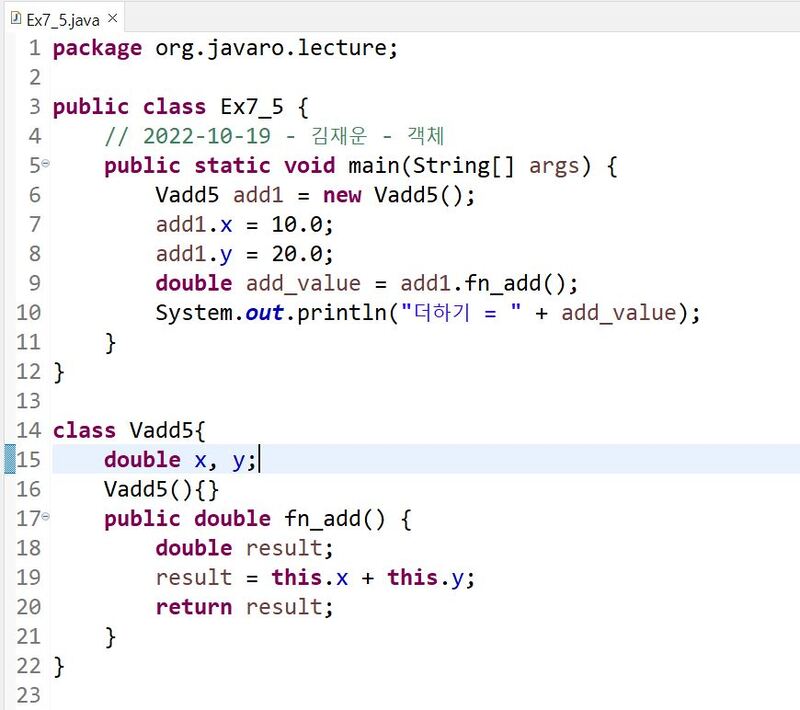 Ex7_5.java
1 package org.javaro.lecture;
2
3 public class Ex7_5 {
4     // 2022-10-19 - 김재운 - 객체
5     public static void main(String[] args) {
6         Vadd5 add1 = new Vadd5();
7         add1.x = 10.0;
8         add1.y = 20.0;
9         double add_value = add1.fn_add();
10         System.out.println("더하기 = " + add_value);
11     }
12 }
13
14 class Vadd5{
15     double x, y;
16     Vadd5(){}
17     public double fn_add() {
18         double result;
19         result = this.x + this.y;
20         return result;
21     }
22 }
23